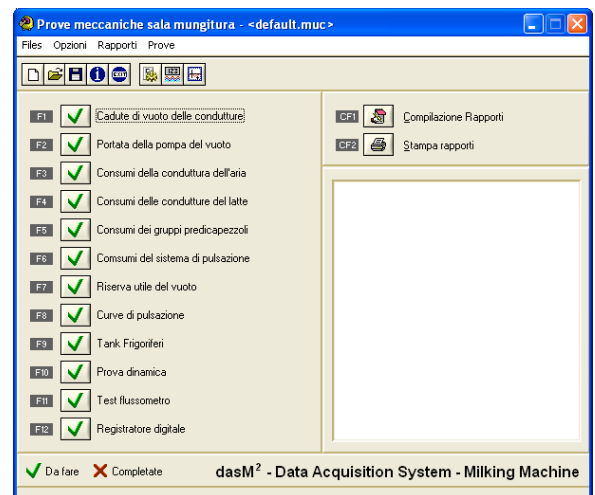 Prove meccaniche sala mungitura - <default.muc>
Files Opzioni Rapporti Prove
F1 Cadute di vuoto delle condutture
F2 Portata della pompa del vuoto
F3 Consumi della conduttura dell'aria
F4 Consumi delle condutture del latte
F5 Consumi dei gruppi predicapezzoli
F6 Comsumi del sistema di pulsazione
F7 Riserva utile del vuoto
F8 Curve di pulsazione
F9 Tank Frigoriferi
F10 Prova dinamica
F11 Test flussometro
F12 Registratore digitale
CF1 Compilazione Rapporti
CF2 Stampa rapporti
Da fare Completate dasM² - Data Acquisition System - Milking Machine